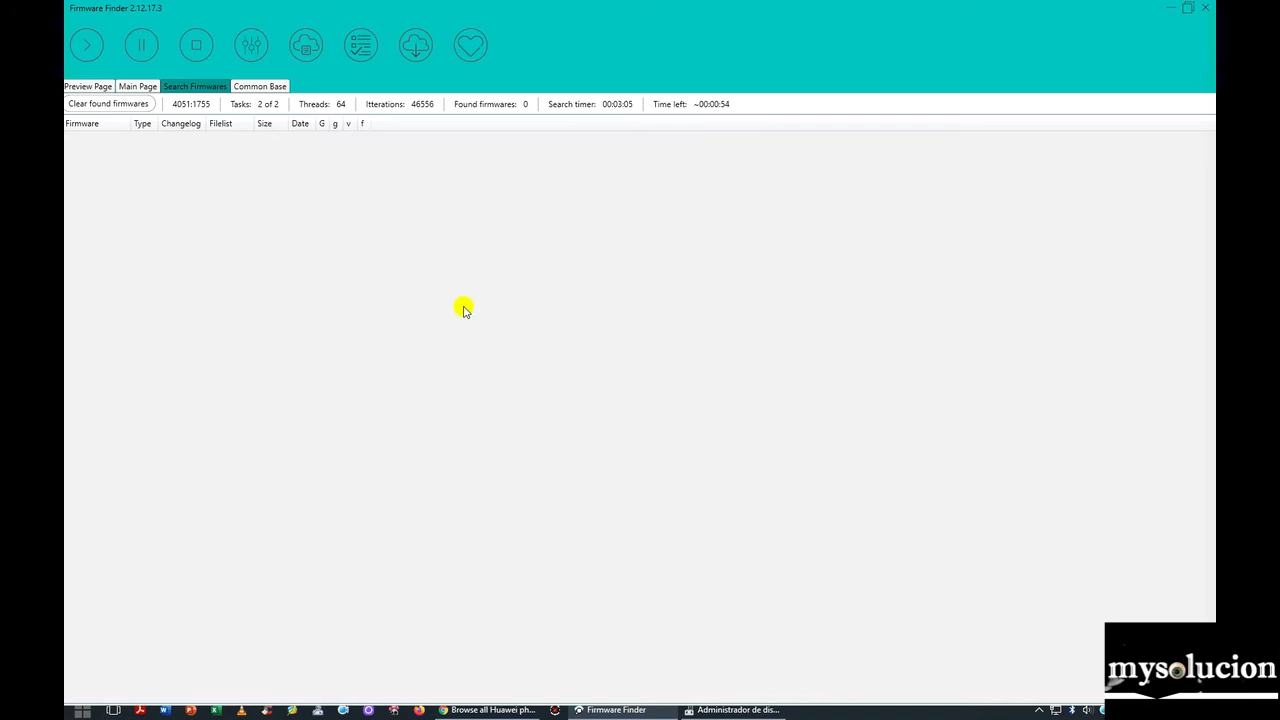 Firmware Finder 2.12.17.3
Preview Page Main Page Search Firmwares Common Base
Clear found firmwares 4051:1755 Tasks: 2 of 2 Threads: 64 Itterations: 46556 Found firmwares: 0 Search timer: 00:03:05 Time left: ~00:00:54
Firmware Type Changelog Filelist Size Date G g v f
mysolucion
Browse all Huawei ph... Firmware Finder Administrador de dis...